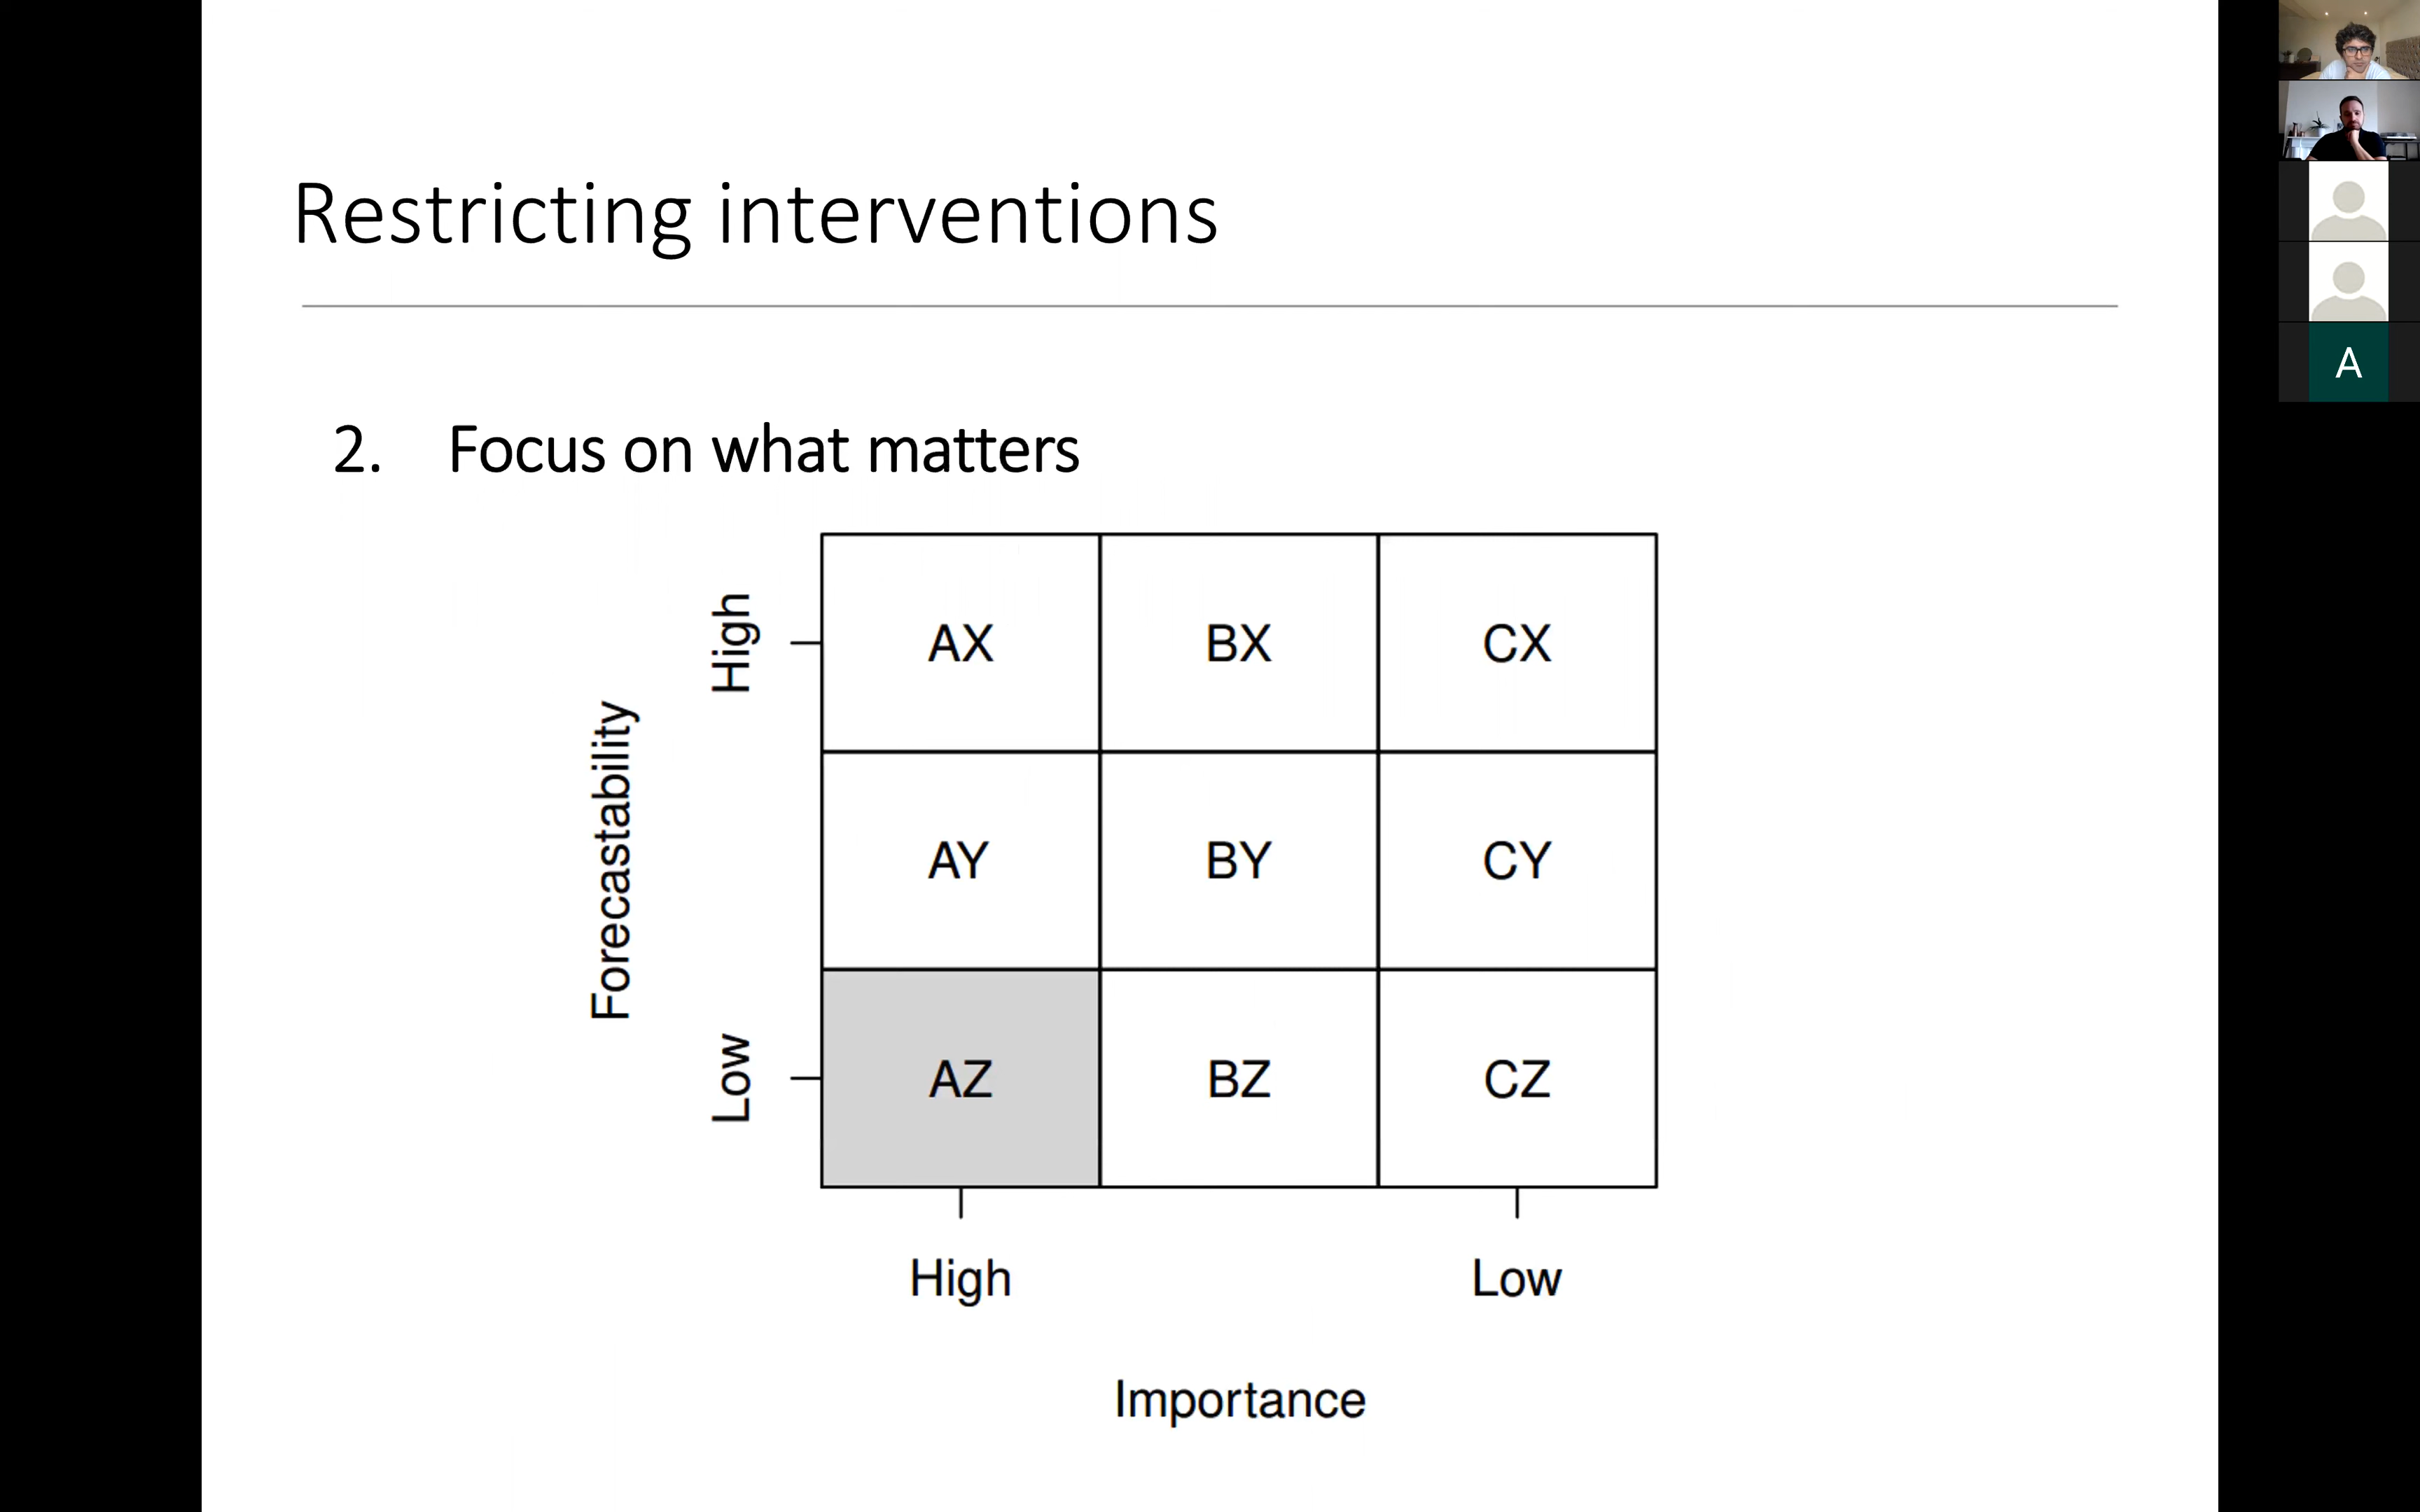 Restricting interventions
2. Focus on what matters
Forecastability
High
Low
AX BX CX
AY BY CY
AZ BZ CZ
High Low
Importance
A